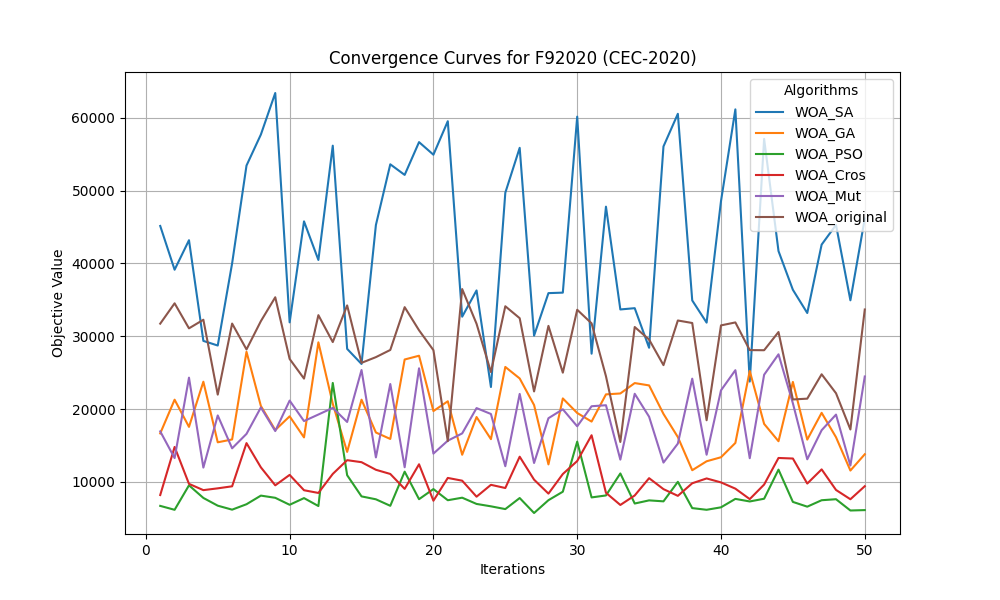 Convergence Curves for F92020 (CEC-2020)
Algorithms
WOA_SA
WOA_GA
WOA_PSO
WOA_Cros
WOA_Mut
WOA_original
Objective Value
60000
50000
40000
30000
20000
10000
0 10 20 30 40 50
Iterations